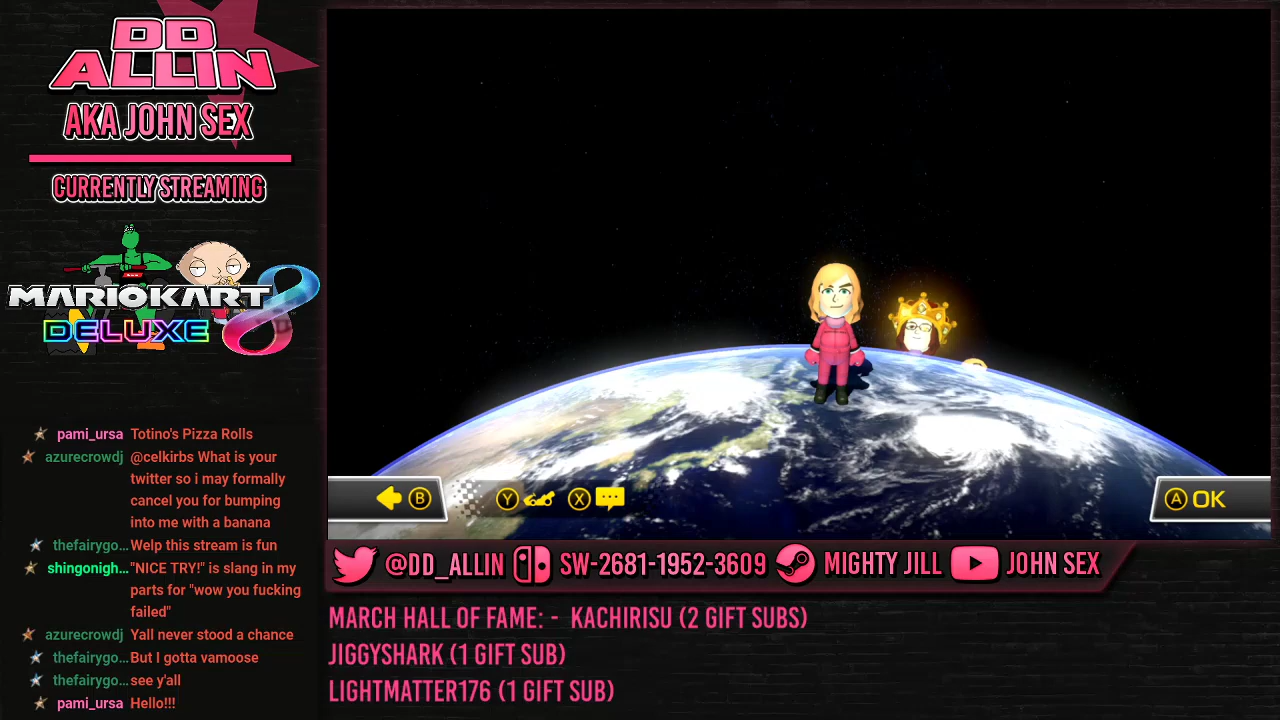 DD
ALLIN
AKA JOHN SEX
CURRENTLY STREAMING
MARIOKART 8
DELUXE
pami_ursa Totino's Pizza Rolls
azurecrowdj @celkirbs What is your
twitter so i may formally
cancel you for bumping
into me with a banana
thefairygo... Welp this stream is fun
shingonigh... "NICE TRY!" is slang in my
parts for "wow you fucking
failed"
azurecrowdj Yall never stood a chance
thefairygo... But I gotta vamoose
thefairygo... see y'all
pami_ursa Hello!!!
B
Y
X
A OK
@DD_ALLIN SW-2681-1952-3609 MIGHTY JILL JOHN SEX
MARCH HALL OF FAME: - KACHIRISU (2 GIFT SUBS)
JIGGYSHARK (1 GIFT SUB)
LIGHTMATTER176 (1 GIFT SUB)